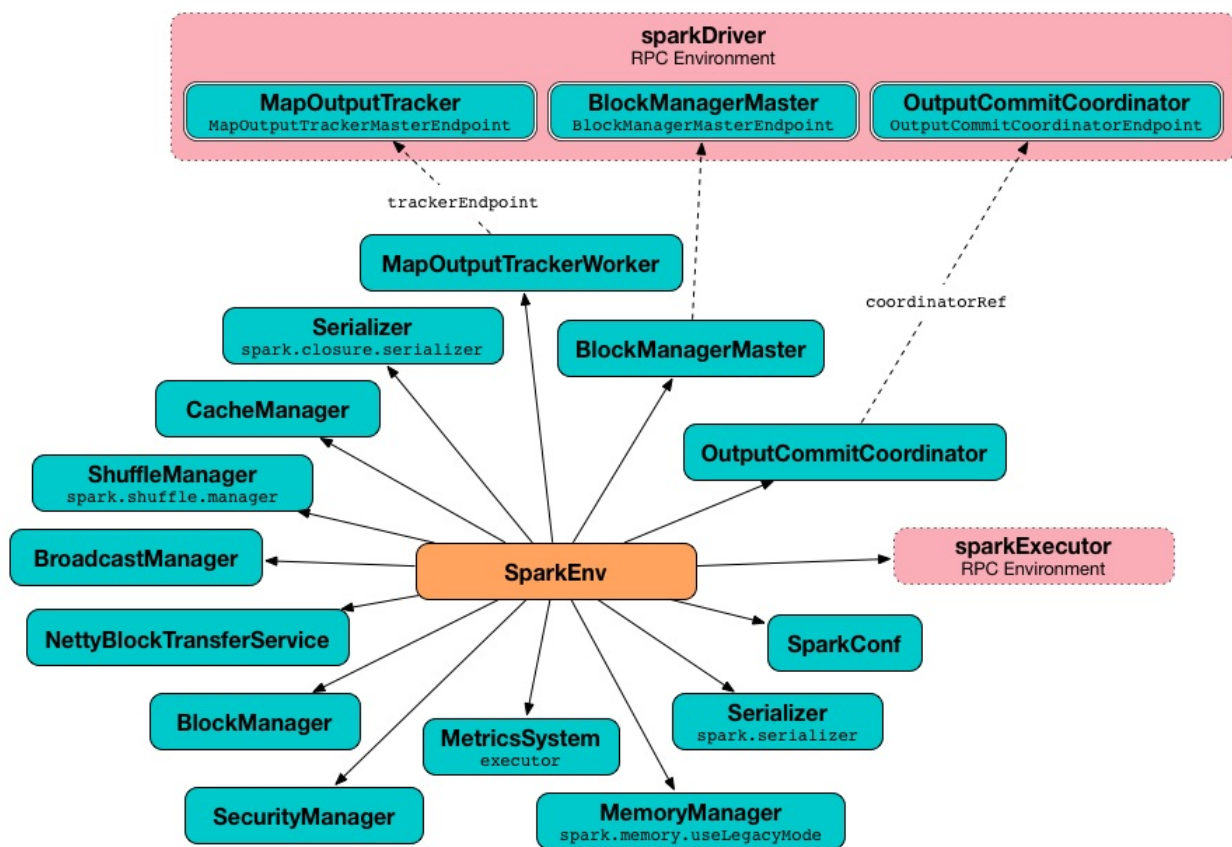 sparkDriver
RPC Environment
MapOutputTracker
MapOutputTrackerMasterEndpoint
BlockManagerMaster
BlockManagerMasterEndpoint
OutputCommitCoordinator
OutputCommitCoordinatorEndpoint
trackerEndpoint
MapOutputTrackerWorker
coordinatorRef
Serializer
spark.closure.serializer
BlockManagerMaster
CacheManager
OutputCommitCoordinator
ShuffleManager
spark.shuffle.manager
BroadcastManager
SparkEnv
sparkExecutor
RPC Environment
NettyBlockTransferService
SparkConf
BlockManager
MetricsSystem
executor
Serializer
spark.serializer
SecurityManager
MemoryManager
spark.memory.useLegacyMode